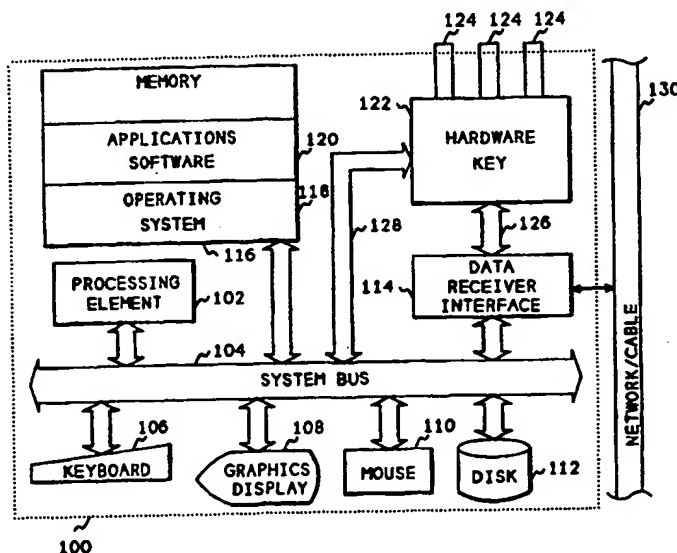 124 124 124
130
MEMORY
122
HARDWARE
KEY
APPLICATIONS
SOFTWARE
120
OPERATING
SYSTEM
118
116
128
126
PROCESSING
ELEMENT
102
114
DATA
RECEIVER
INTERFACE
104
SYSTEM BUS
NETWORK/CABLE
106
KEYBOARD
108
GRAPHICS
DISPLAY
110
MOUSE
DISK
112
100